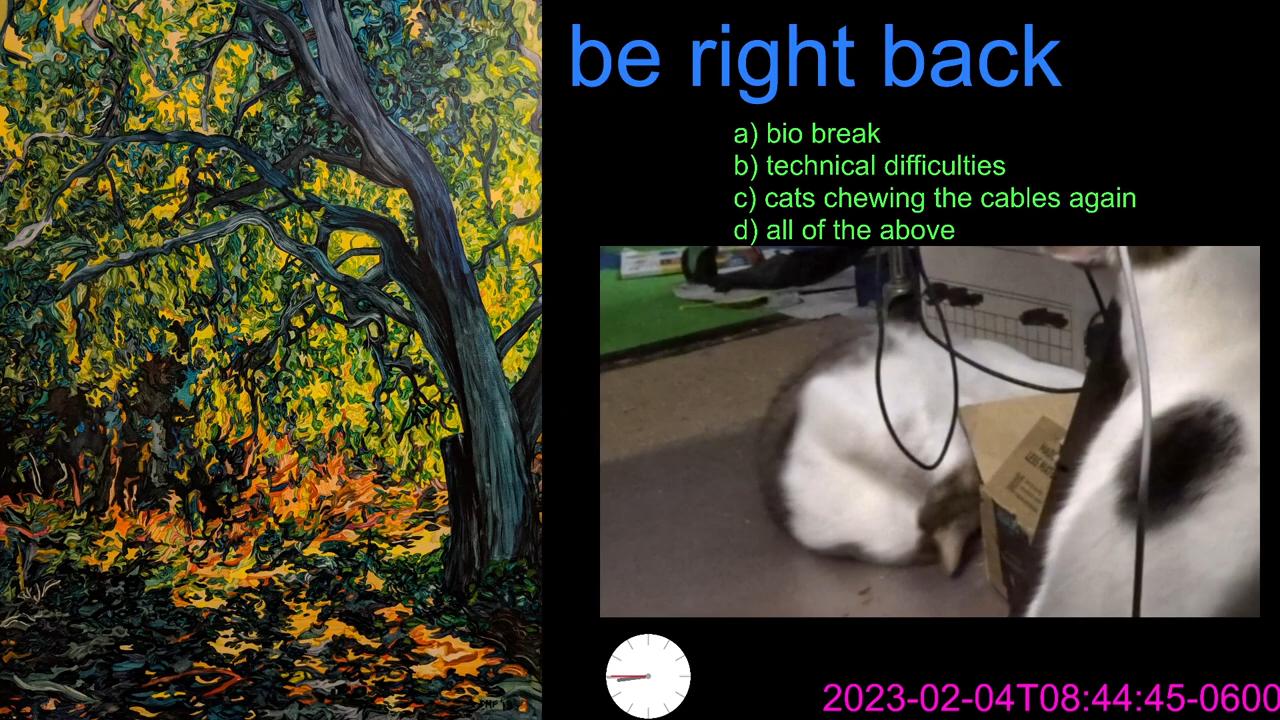 be right back
a) bio break
b) technical difficulties
c) cats chewing the cables again
d) all of the above
2023-02-04T08:44:45-0600